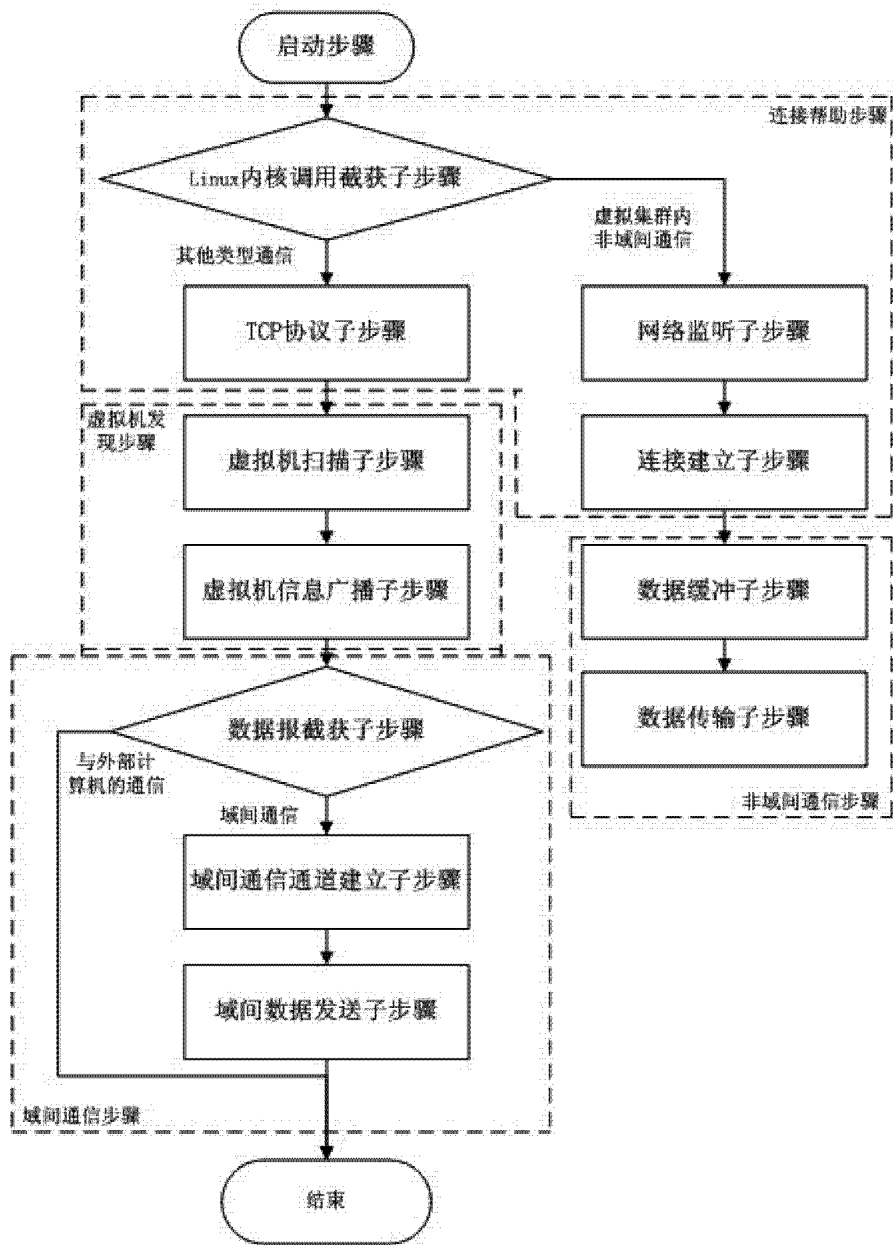 启动步骤
连接帮助步骤
Linux内核调用截获子步骤
虚拟集群内
非域间通信
其他类型通信
TCP协议子步骤
网络监听子步骤
虚拟机发
现步骤
虚拟机扫描子步骤
连接建立子步骤
虚拟机信息广播子步骤
数据缓冲子步骤
数据报截获子步骤
数据传输子步骤
与外部计
算机的通信
非域间通信步骤
域间通信
域间通信通道建立子步骤
域间数据发送子步骤
域间通信步骤
结束